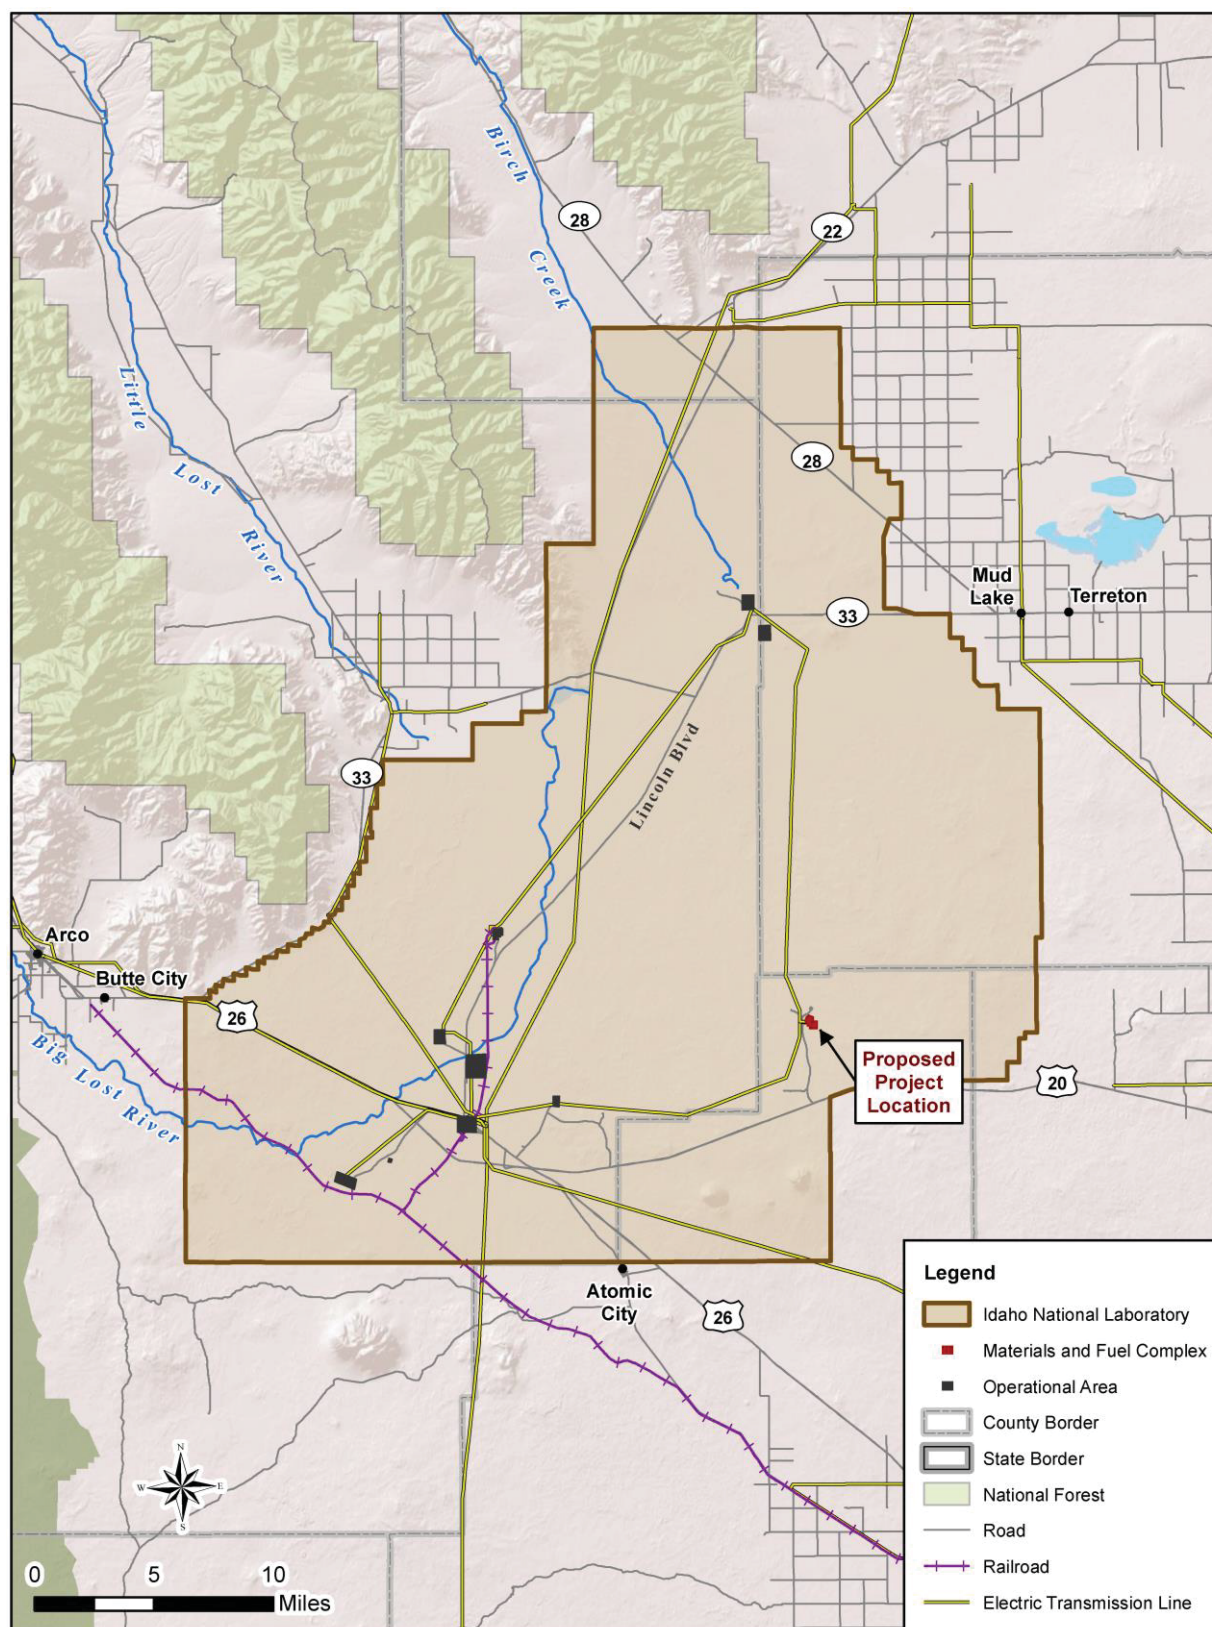 Birch
28
Creek
22
Little
Lost
River
28
Mud
Lake
Terreton
33
Lincoln Blvd
33
Arco
Butte City
26
Big Lost River
Proposed
Project
Location
20
Atomic
City
26
Legend
Idaho National Laboratory
Materials and Fuel Complex
Operational Area
County Border
State Border
National Forest
Road
Railroad
Electric Transmission Line
N
W
E
S
0 5 10
Miles